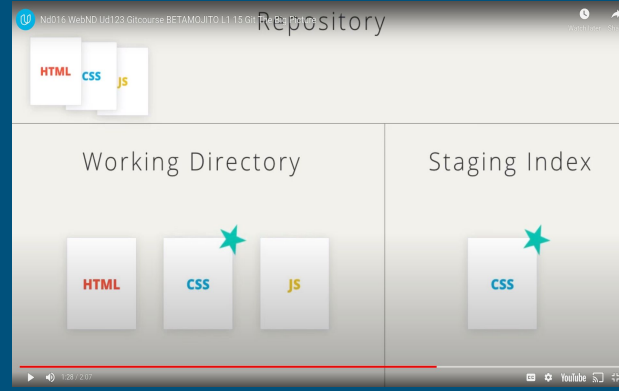 Nd016 WebND Ud123 Gitcourse BETAMOJITO L1 15 Git The Big Picture
Repository
HTML
CSS
JS
Working Directory
Staging Index
HTML
CSS
JS
CSS
1:28 / 2:07
CC
YouTube